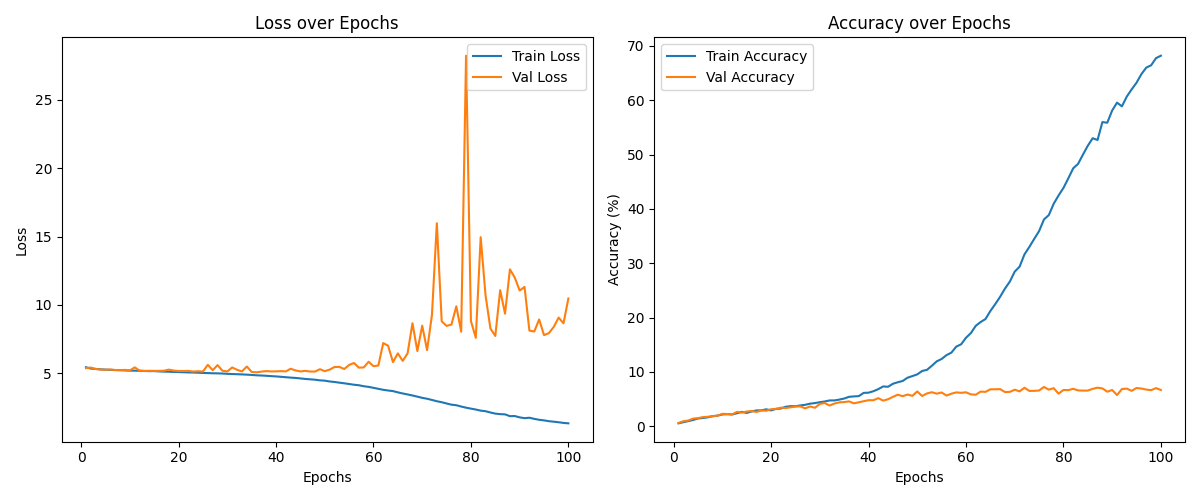 Loss over Epochs
Train Loss
Val Loss
Loss
25
20
15
10
5
0
20
40
60
80
100
Epochs
Accuracy over Epochs
Train Accuracy
Val Accuracy
Accuracy (%)
70
60
50
40
30
20
10
0
0
20
40
60
80
100
Epochs